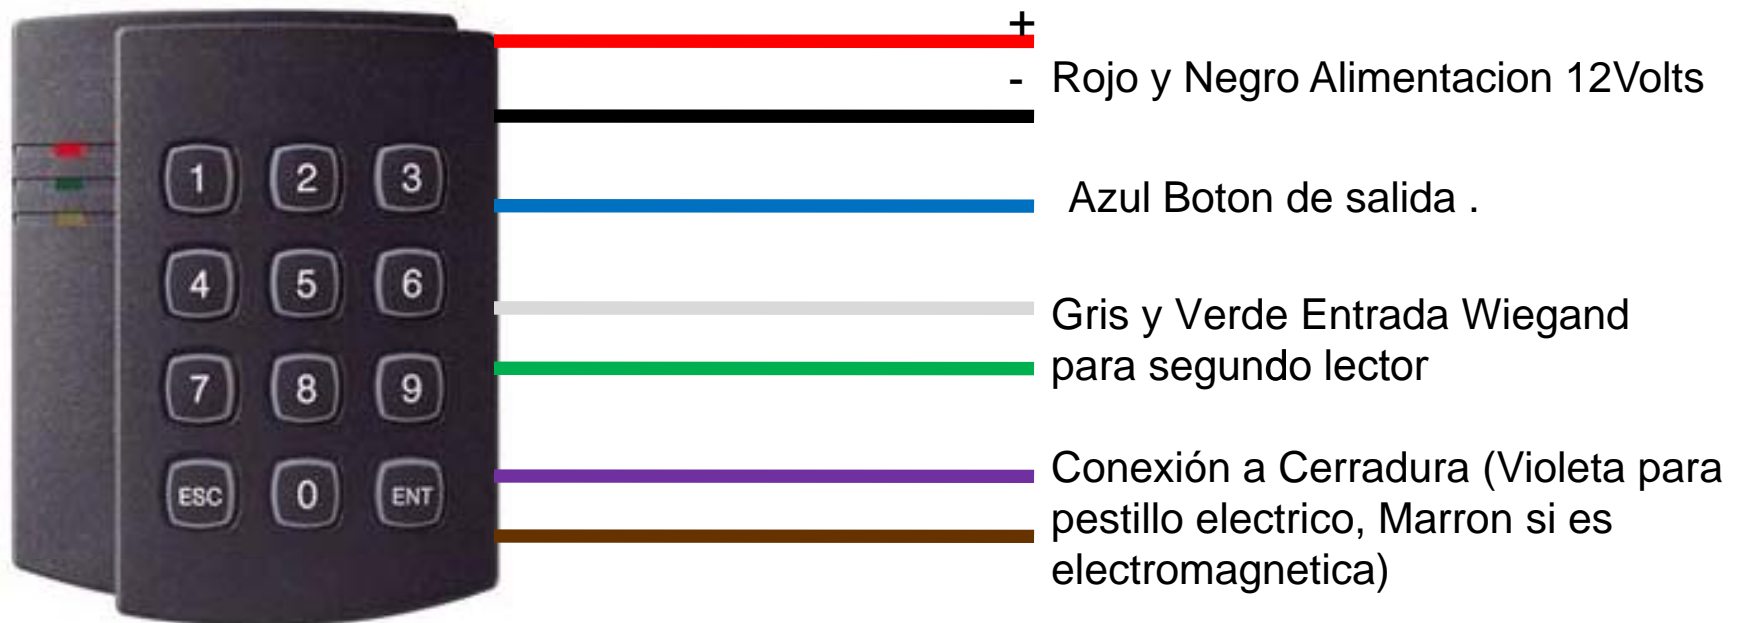 +
- Rojo y Negro Alimentacion 12Volts
1 2 3
Azul Boton de salida .
4 5 6
Gris y Verde Entrada Wiegand
para segundo lector
7 8 9
Conexión a Cerradura (Violeta para
ESC 0 ENT
pestillo electrico, Marron si es
electromagnetica)